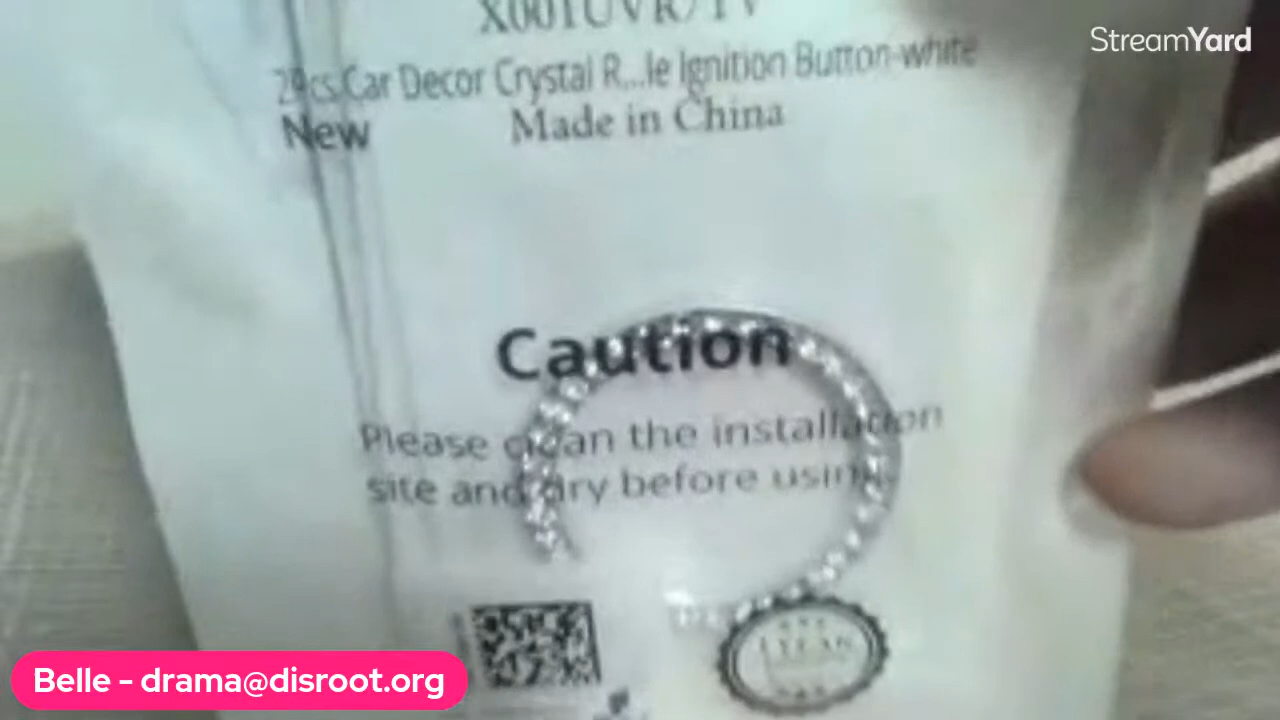 StreamYard
2Pcs Car Decor Crystal R...le Ignition Button-white
New
Made in China
Caution
Please clean the installation
site and dry before using.
Belle - drama@disroot.org